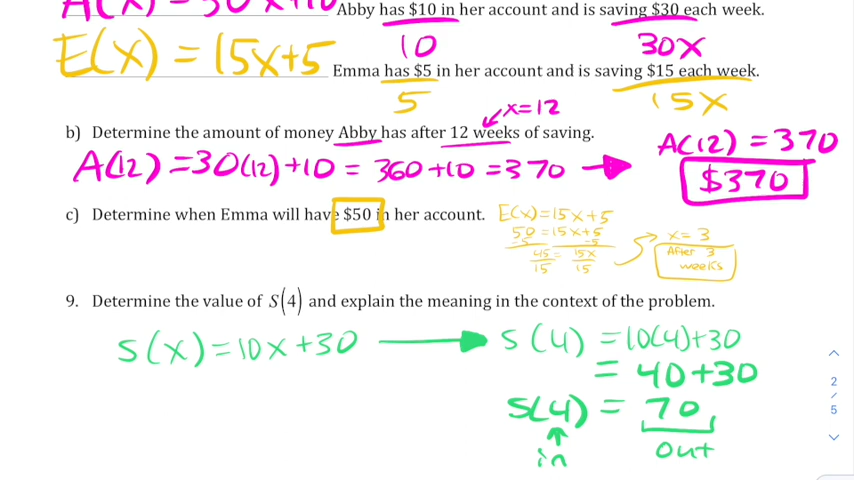 A(x) = 30x+10 Abby has $10 in her account and is saving $30 each week.
10 30x
E(x) = 15x+5 Emma has $5 in her account and is saving $15 each week.
5 15x
x=12
b) Determine the amount of money Abby has after 12 weeks of saving.
A(12) = 30(12)+10 = 360+10 = 370 → A(12) = 370
$370
c) Determine when Emma will have $50 in her account. E(x)=15x+5
50=15x+5
-5 -5
45 = 15x
15 15
x=3
After 3
weeks
9. Determine the value of S(4) and explain the meaning in the context of the problem.
S(x)=10x+30 → S(4) = 10(4)+30
= 40+30
S(4) = 70
in out
2
/
5